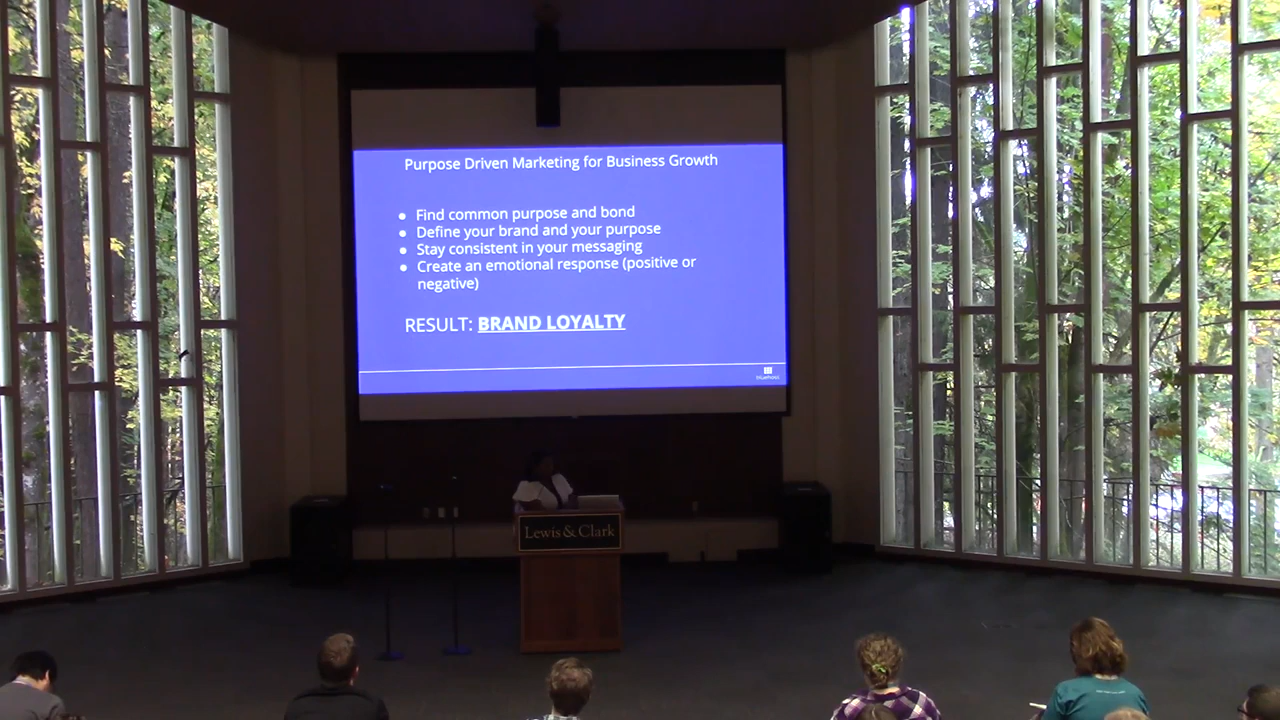 Purpose Driven Marketing for Business Growth
● Find common purpose and bond
● Define your brand and your purpose
● Stay consistent in your messaging
● Create an emotional response (positive or
negative)
RESULT: BRAND LOYALTY
bluehost
Lewis & Clark